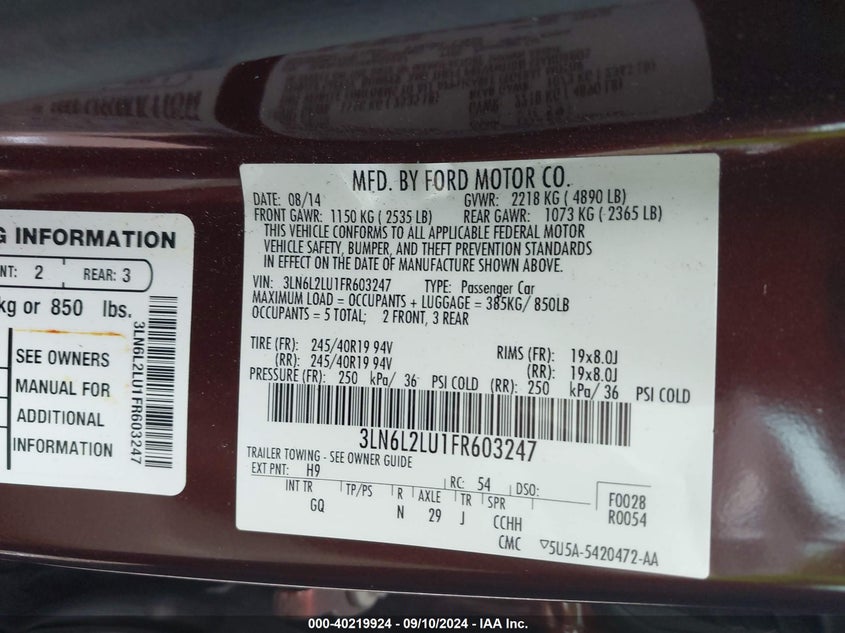 MFD. BY FORD MOTOR CO.
DATE: 08/14 GVWR: 2218 KG ( 4890 LB)
FRONT GAWR: 1150 KG ( 2535 LB) REAR GAWR: 1073 KG ( 2365 LB)
THIS VEHICLE CONFORMS TO ALL APPLICABLE FEDERAL MOTOR
VEHICLE SAFETY, BUMPER, AND THEFT PREVENTION STANDARDS
IN EFFECT ON THE DATE OF MANUFACTURE SHOWN ABOVE.
VIN: 3LN6L2LU1FR603247 TYPE: Passenger Car
MAXIMUM LOAD = OCCUPANTS + LUGGAGE = 385KG/ 850LB
OCCUPANTS = 5 TOTAL; 2 FRONT, 3 REAR
TIRE (FR): 245/40R19 94V RIMS (FR): 19x8.0J
(RR): 245/40R19 94V (RR): 19x8.0J
PRESSURE (FR): 250 kPa/ 36 PSI COLD (RR): 250 kPa/ 36 PSI COLD
3LN6L2LU1FR603247
TRAILER TOWING - SEE OWNER GUIDE
EXT PNT: H9 RC: 54 DSO:
INT TR TP/PS R AXLE TR SPR
GQ N 29 J CCHH
CMC
F0028
R0054
▽5U5A-5420472-AA
G INFORMATION
NT: 2 REAR: 3
kg or 850 lbs.
SEE OWNERS
MANUAL FOR
ADDITIONAL
INFORMATION
3LN6L2LU1FR603247
000-40219924 - 09/10/2024 - IAA Inc.